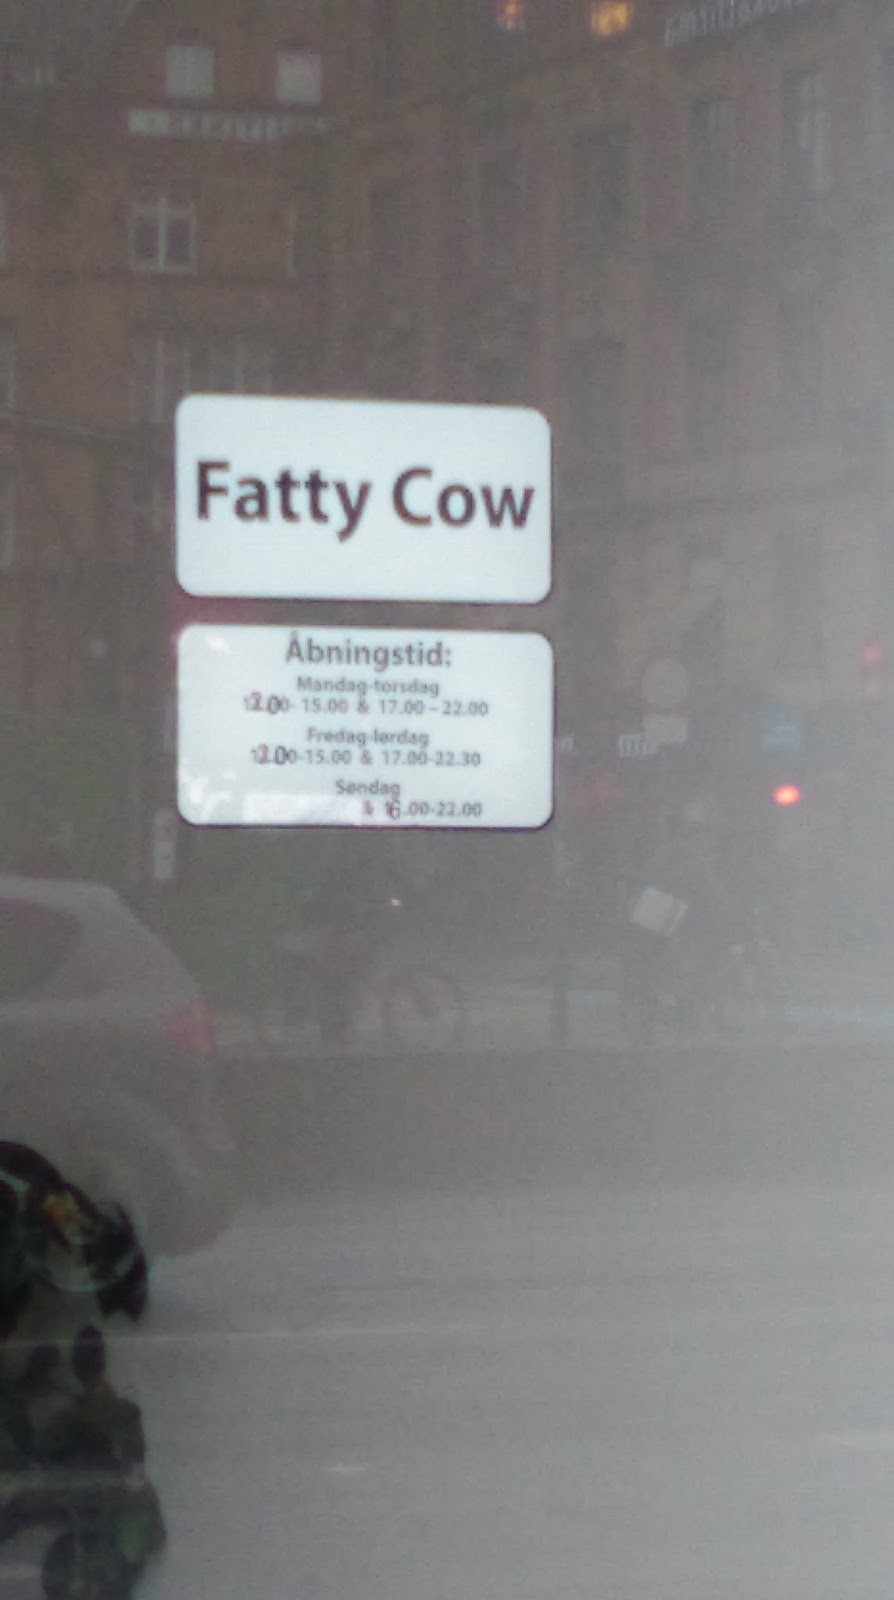 Fatty Cow
Åbningstid:
Mandag-torsdag
12.00-15.00 & 17.00 – 22.00
Fredag-lørdag
12.00-15.00 & 17.00-22.30
Søndag
& 16.00-22.00